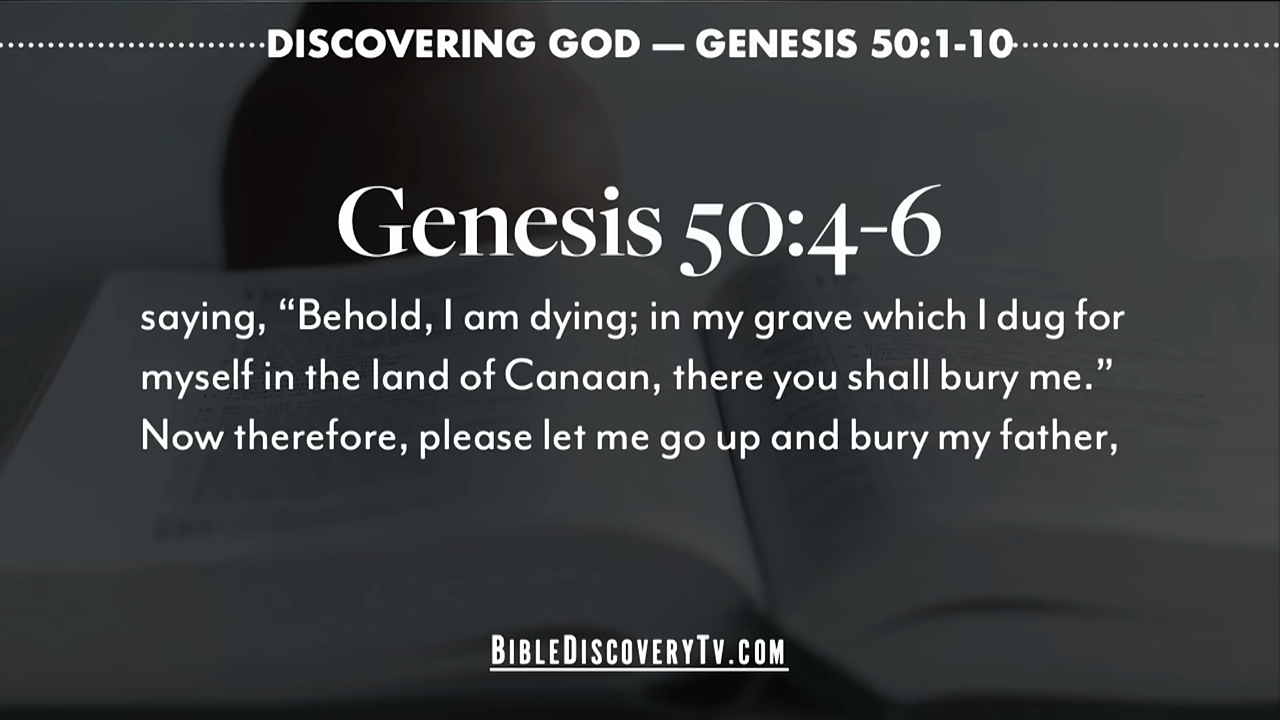 DISCOVERING GOD — GENESIS 50:1-10
Genesis 50:4-6
saying, “Behold, I am dying; in my grave which I dug for
myself in the land of Canaan, there you shall bury me.”
Now therefore, please let me go up and bury my father,
BIBLEDISCOVERYTV.COM